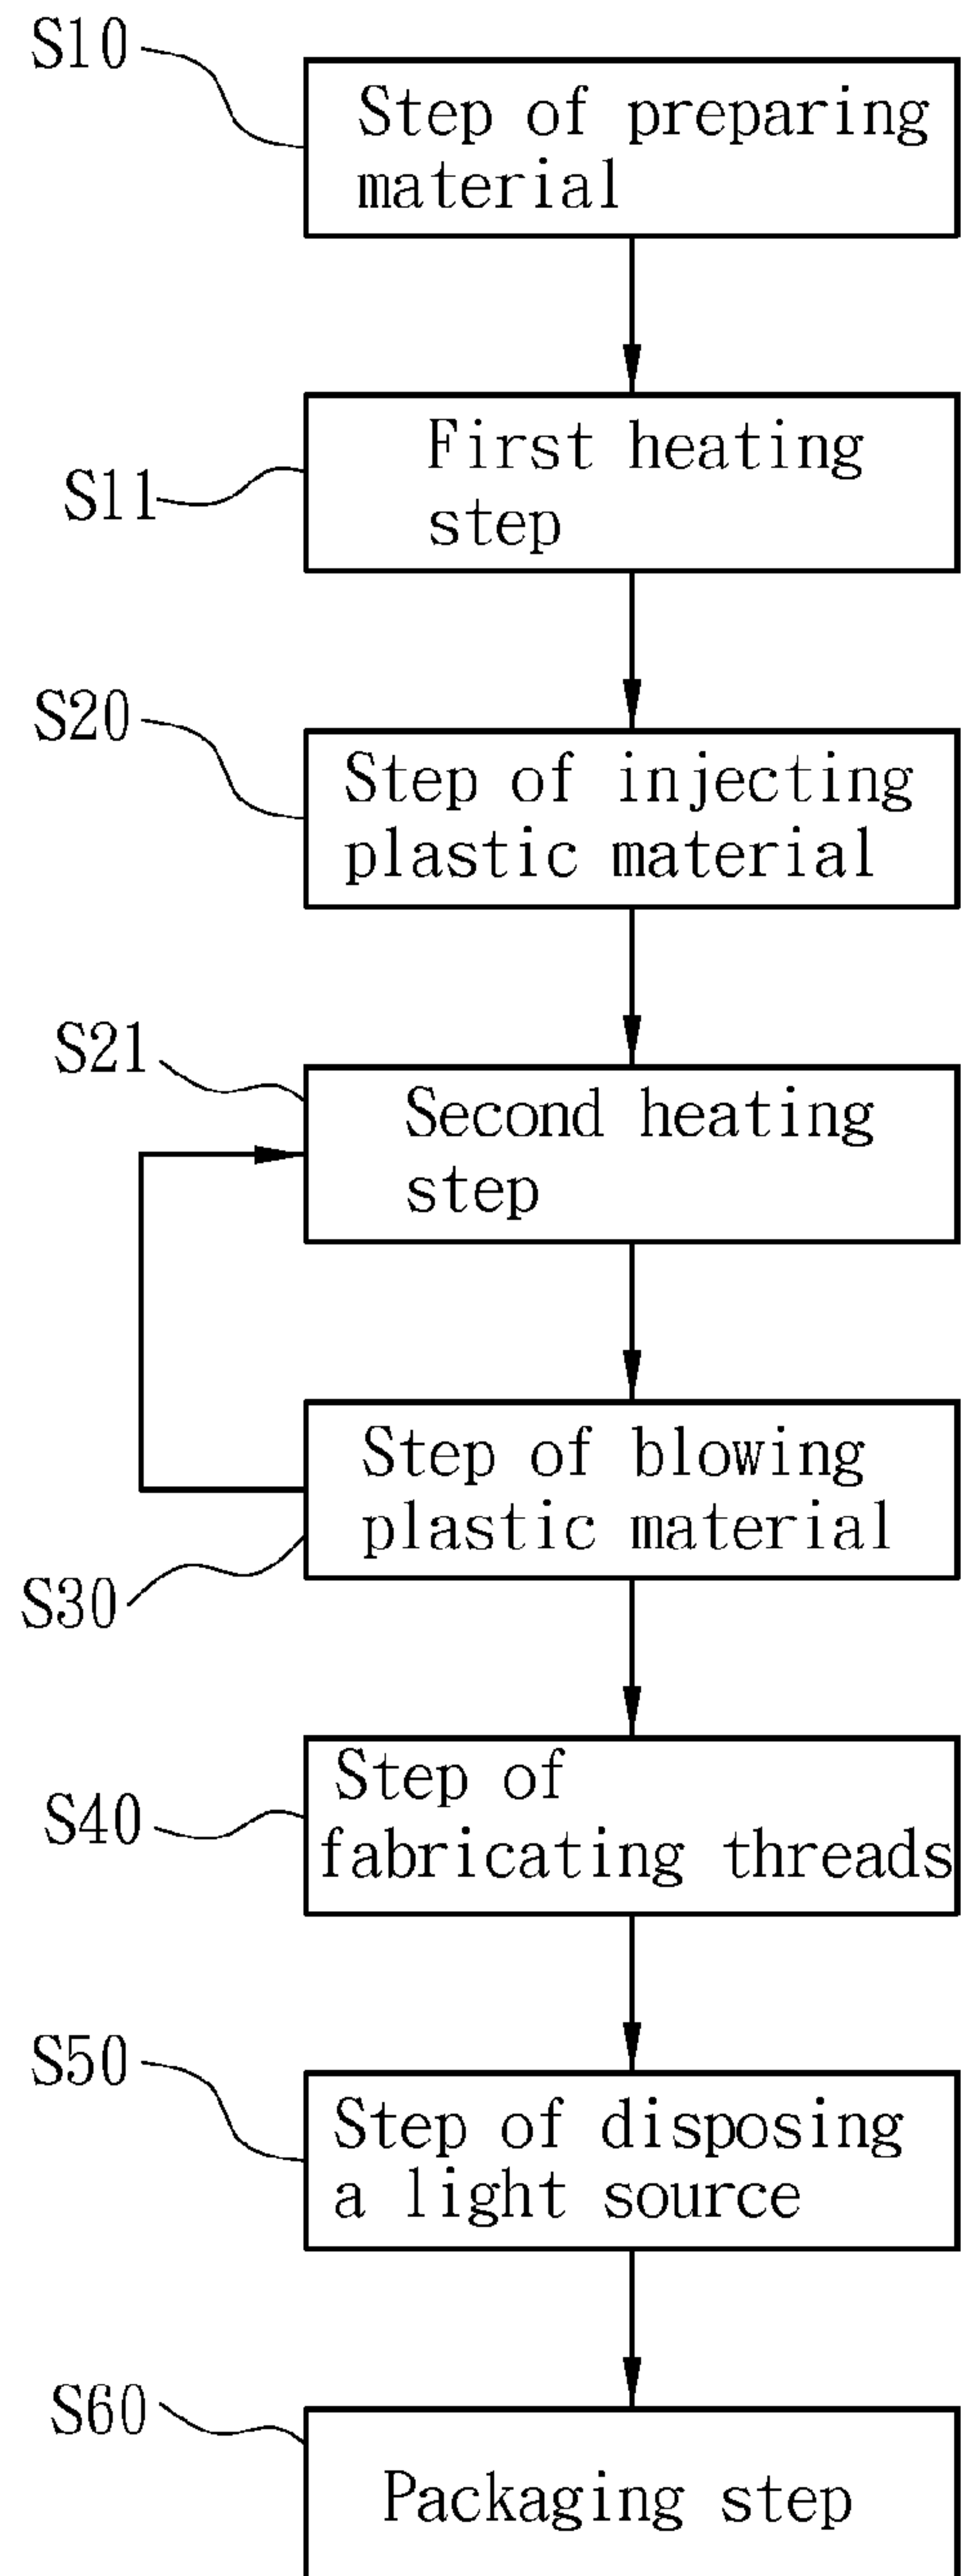 S10
Step of preparing
material
S11
First heating
step
S20
Step of injecting
plastic material
S21
Second heating
step
Step of blowing
plastic material
S30
Step of
fabricating threads
S40
S50
Step of disposing
a light source
S60
Packaging step